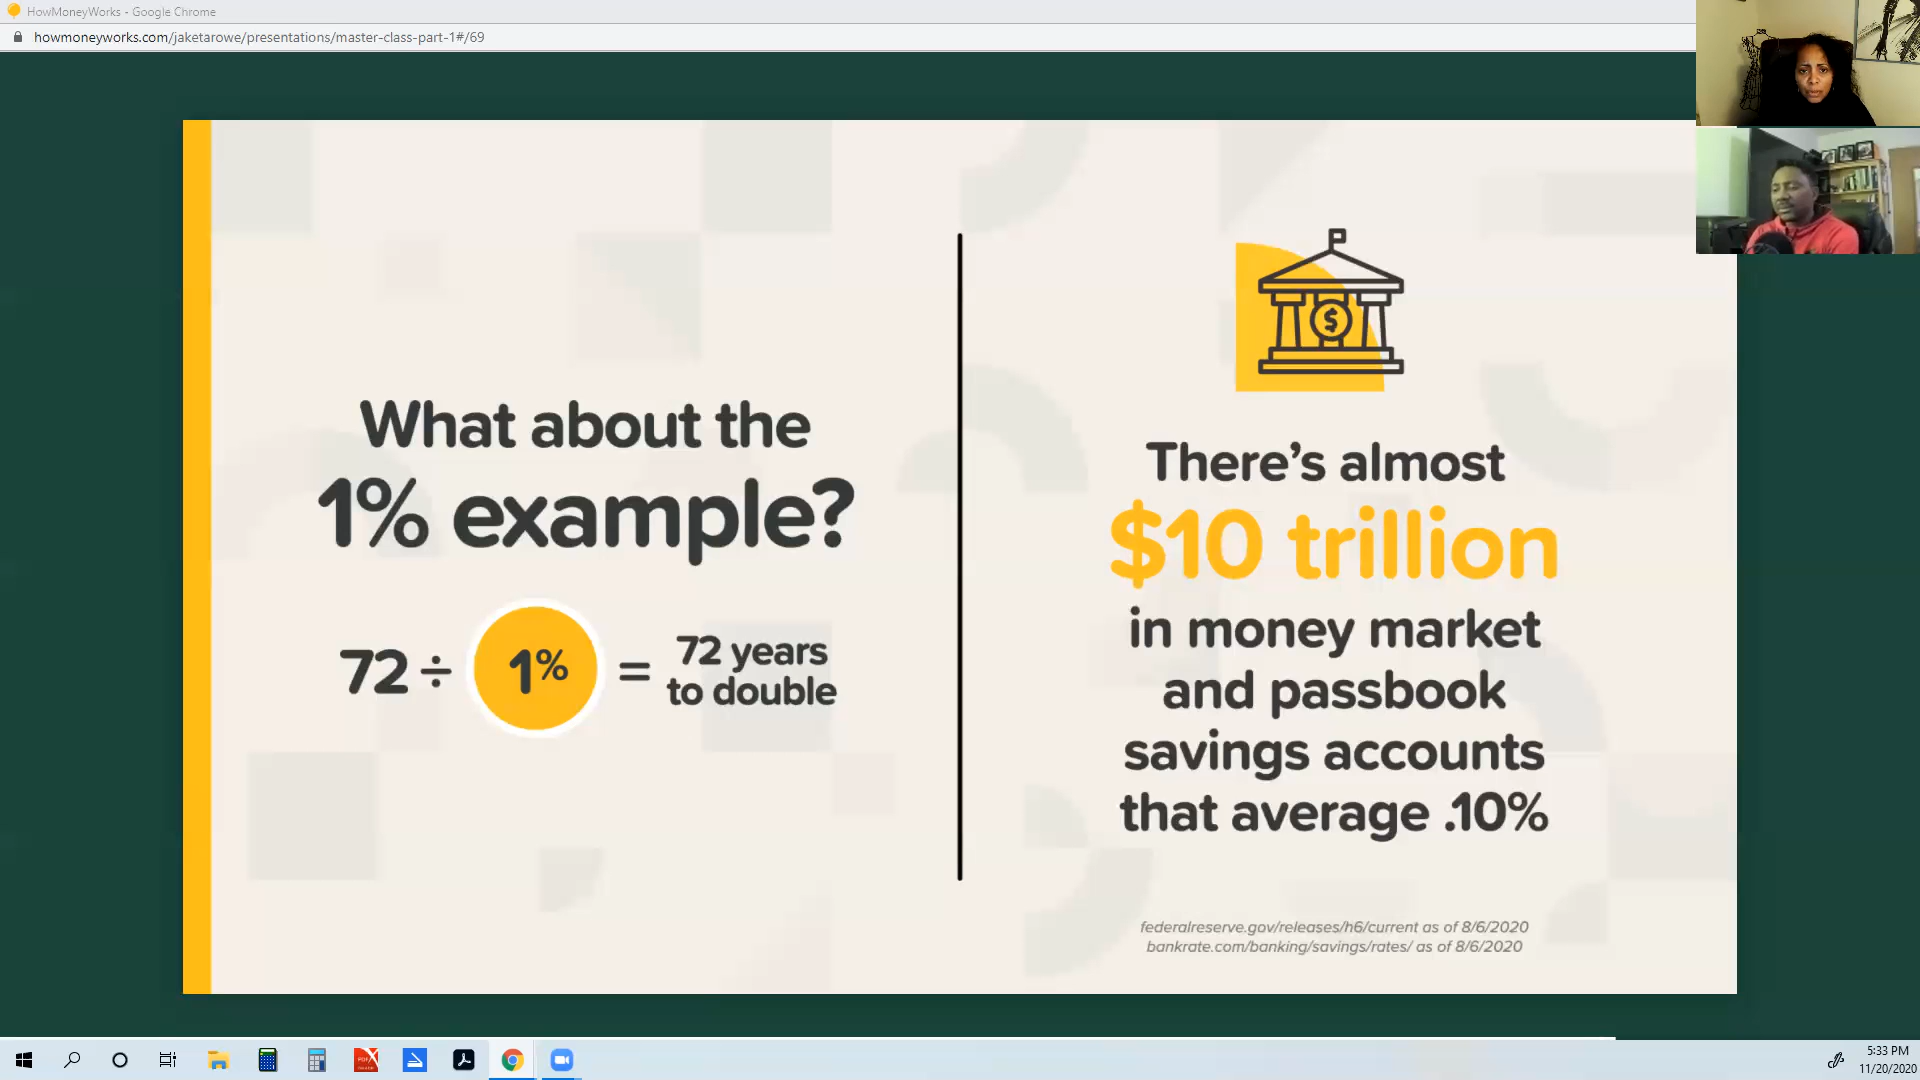 HowMoneyWorks - Google Chrome
howmoneyworks.com/jaketarowe/presentations/master-class-part-1#/69
What about the
1% example?
72 ÷ 1% = 72 years
to double
$
There’s almost
$10 trillion
in money market
and passbook
savings accounts
that average .10%
federalreserve.gov/releases/h6/current as of 8/6/2020
bankrate.com/banking/savings/rates/ as of 8/6/2020
5:33 PM
11/20/2020